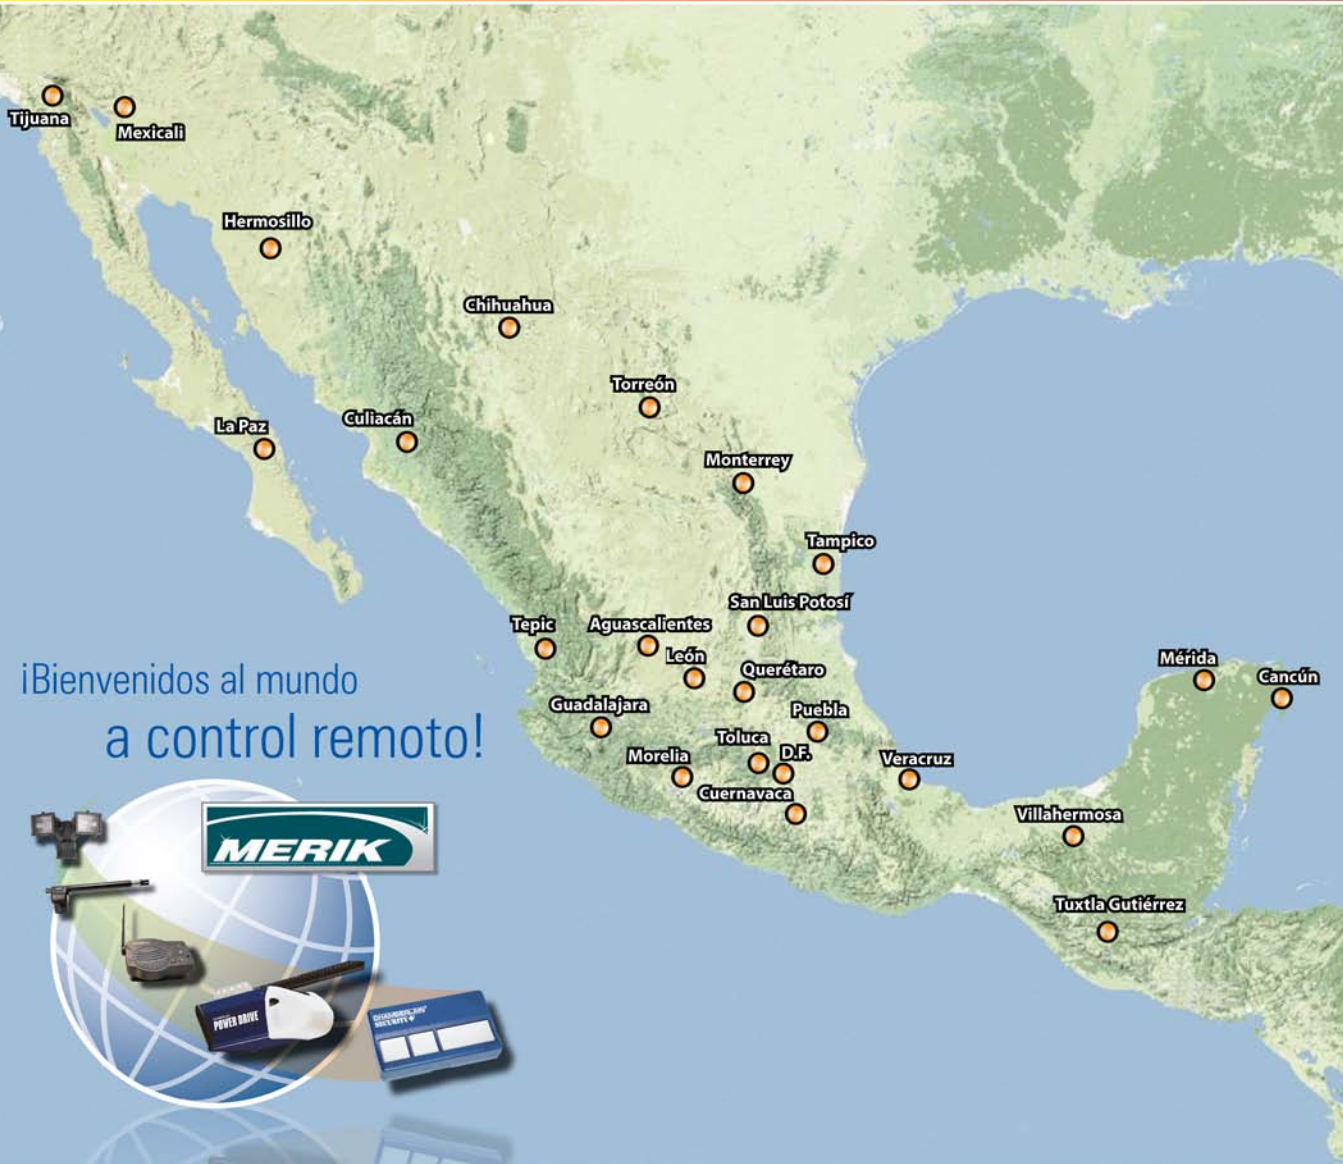 Tijuana
Mexicali
Hermosillo
Chihuahua
Torreón
La Paz
Culiacán
Monterrey
Tampico
San Luis Potosí
Tepic
Aguascalientes
León
Querétaro
Mérida
Cancún
Guadalajara
Puebla
Toluca
D.F.
Morelia
Veracruz
Cuernavaca
Villahermosa
Tuxtla Gutiérrez
¡Bienvenidos al mundo
a control remoto!
MERIK
POWER DRIVE
CHAMBERLAIN
SECURITY+